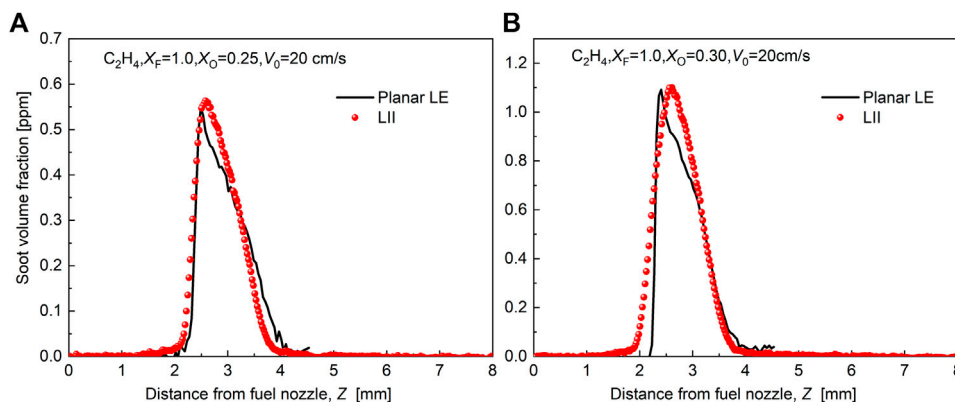 A
C₂H₄,X_F=1.0,X_O=0.25,V₀=20 cm/s
Planar LE
LII
Soot volume fraction [ppm]
0.7
0.6
0.5
0.4
0.3
0.2
0.1
0.0
0 1 2 3 4 5 6 7 8
Distance from fuel nozzle, Z [mm]
B
C₂H₄,X_F=1.0,X_O=0.30,V₀=20cm/s
Planar LE
LII
1.2
1.0
0.8
0.6
0.4
0.2
0.0
0 1 2 3 4 5 6 7 8
Distance from fuel nozzle, Z [mm]